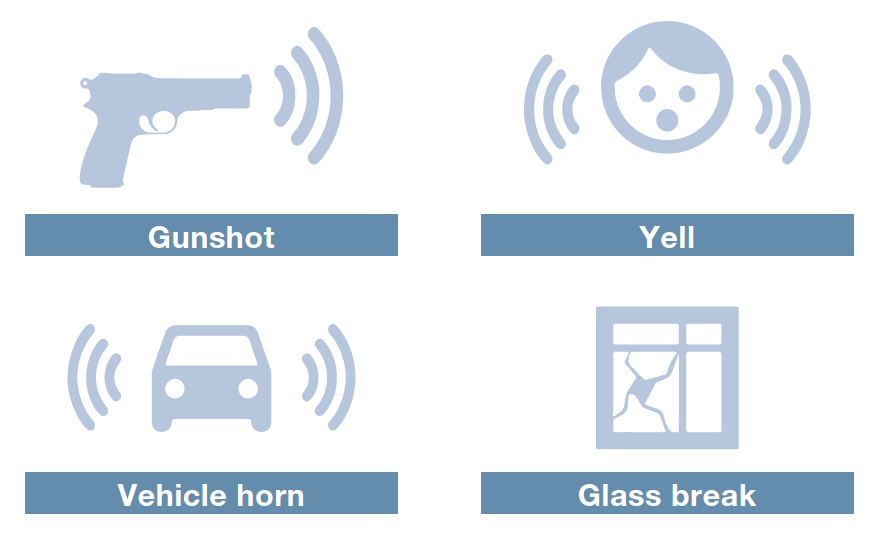 Gunshot
Yell
Vehicle horn
Glass break